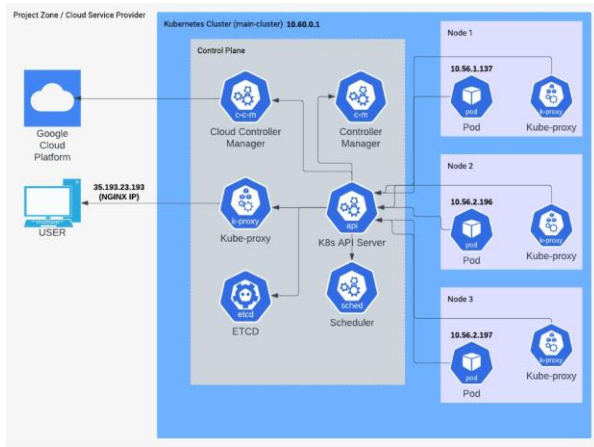 Project Zone / Cloud Service Provider
Kubernetes Cluster (main-cluster) 10.60.0.1
Control Plane
c-c-m
Cloud Controller
Manager
c-m
Controller
Manager
Google
Cloud
Platform
35.193.23.193
(NGINX IP)
USER
k-proxy
Kube-proxy
api
K8s API Server
etcd
ETCD
sched
Scheduler
Node 1
10.56.1.137
pod
Pod
k-proxy
Kube-proxy
Node 2
10.56.2.196
pod
Pod
k-proxy
Kube-proxy
Node 3
10.56.2.197
pod
Pod
k-proxy
Kube-proxy